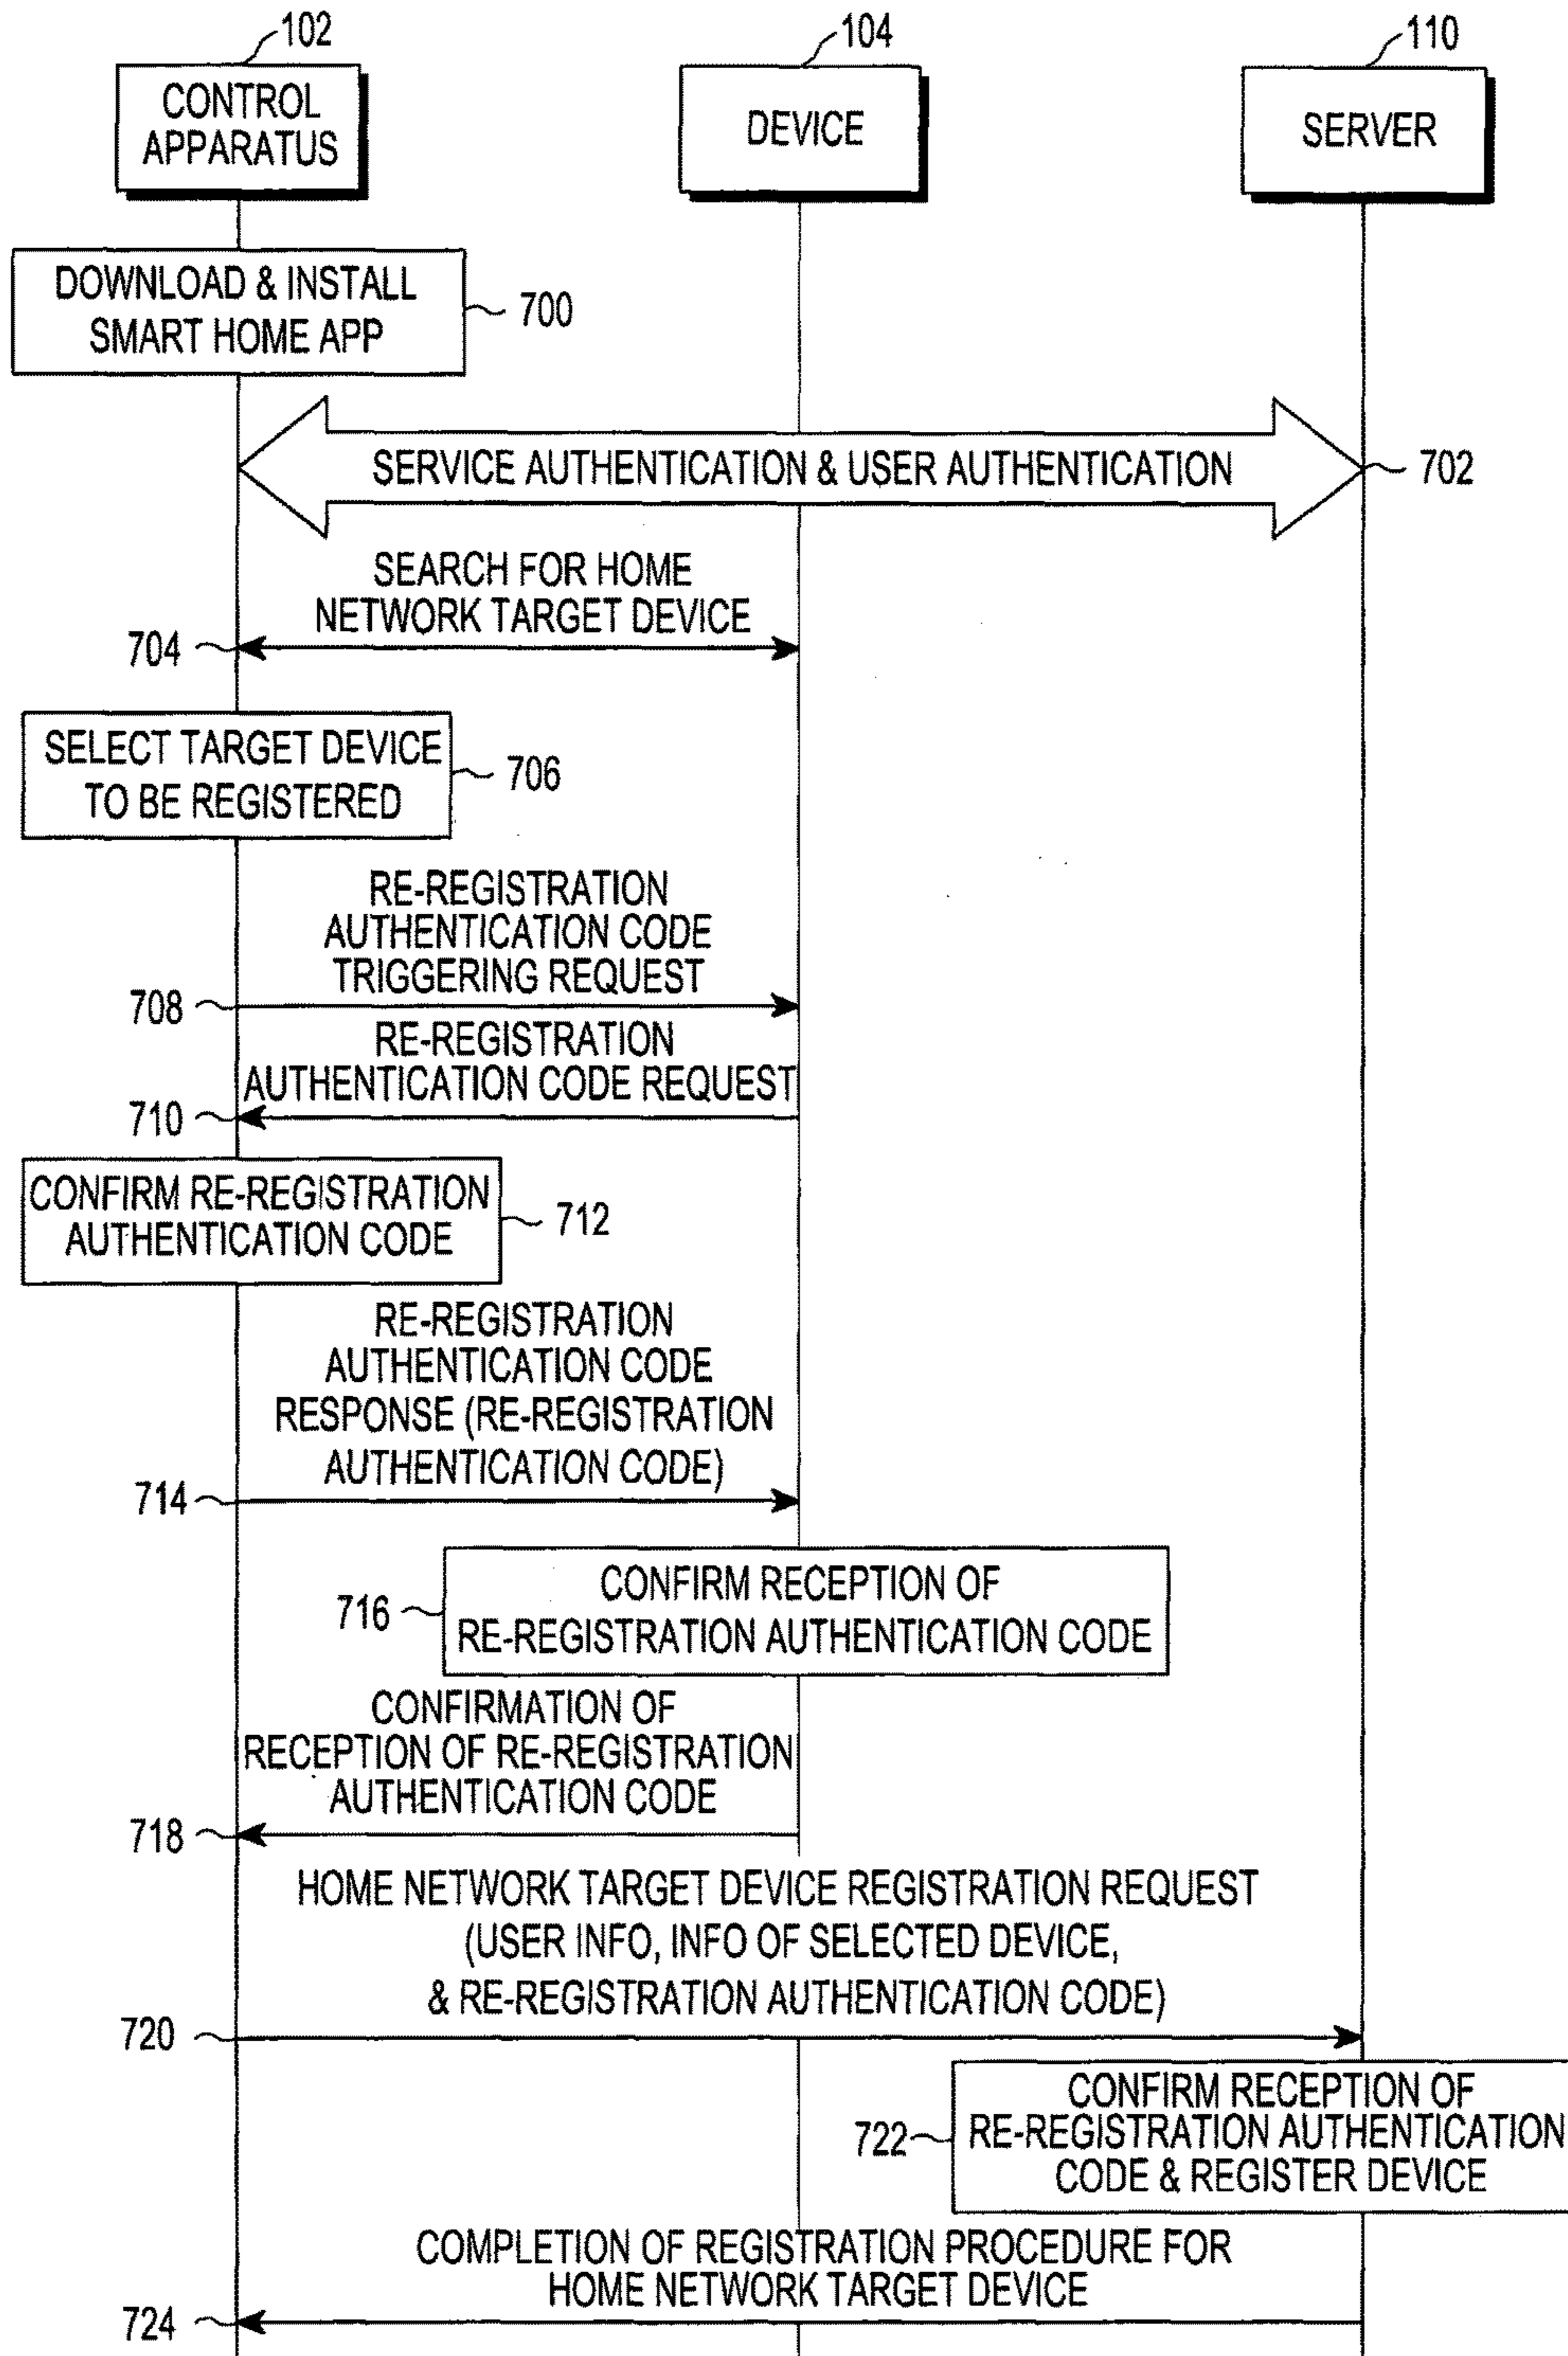 102
104
110
CONTROL
APPARATUS
DEVICE
SERVER
DOWNLOAD & INSTALL
SMART HOME APP
700
SERVICE AUTHENTICATION & USER AUTHENTICATION
702
SEARCH FOR HOME
NETWORK TARGET DEVICE
704
SELECT TARGET DEVICE
TO BE REGISTERED
706
RE-REGISTRATION
AUTHENTICATION CODE
TRIGGERING REQUEST
708
RE-REGISTRATION
AUTHENTICATION CODE REQUEST
710
CONFIRM RE-REGISTRATION
AUTHENTICATION CODE
712
RE-REGISTRATION
AUTHENTICATION CODE
RESPONSE (RE-REGISTRATION
AUTHENTICATION CODE)
714
CONFIRM RECEPTION OF
RE-REGISTRATION AUTHENTICATION CODE
716
CONFIRMATION OF
RECEPTION OF RE-REGISTRATION
AUTHENTICATION CODE
718
HOME NETWORK TARGET DEVICE REGISTRATION REQUEST
(USER INFO, INFO OF SELECTED DEVICE,
& RE-REGISTRATION AUTHENTICATION CODE)
720
CONFIRM RECEPTION OF
RE-REGISTRATION AUTHENTICATION
CODE & REGISTER DEVICE
722
COMPLETION OF REGISTRATION PROCEDURE FOR
HOME NETWORK TARGET DEVICE
724